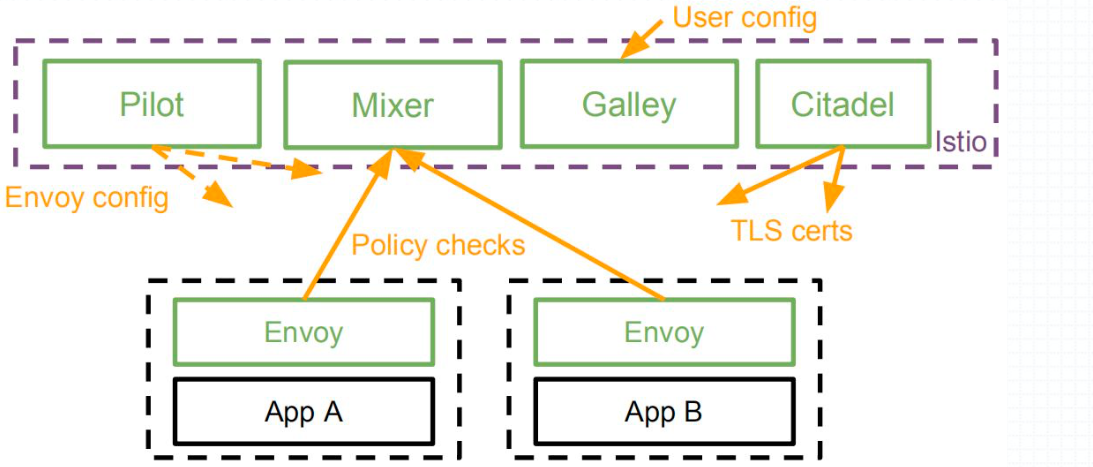 User config
Pilot
Mixer
Galley
Citadel
Istio
Envoy config
Policy checks
TLS certs
Envoy
Envoy
App A
App B